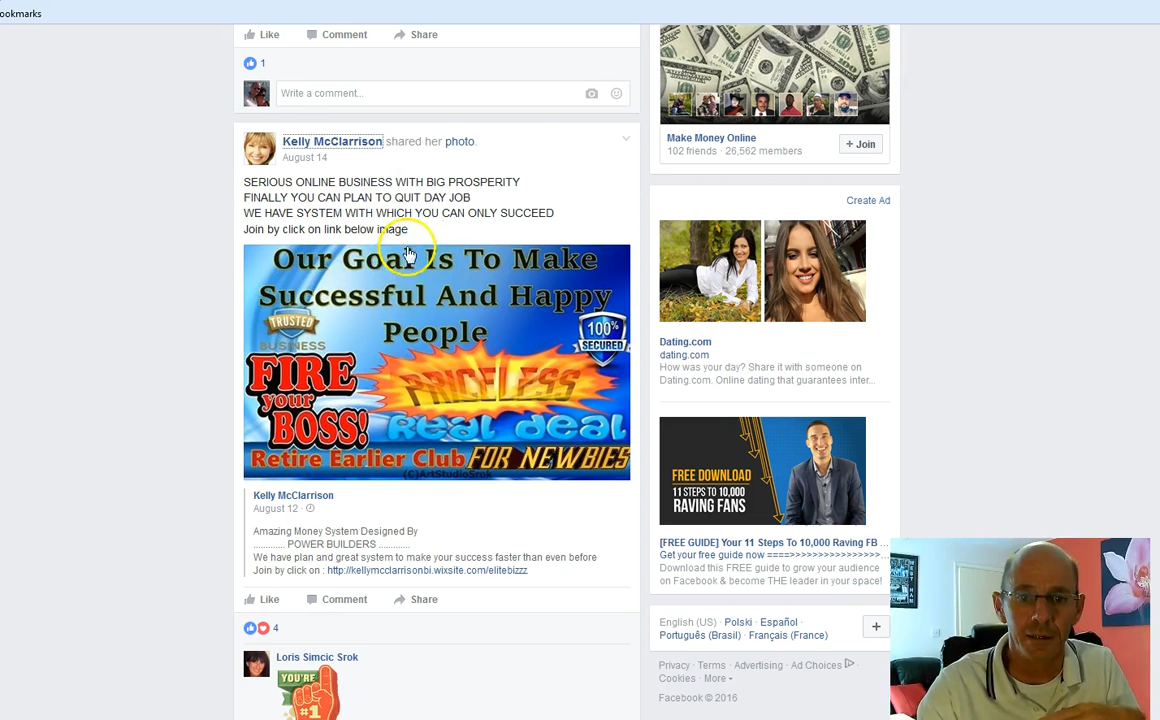 ookmarks
Like Comment Share
1
Write a comment...
Kelly McClarrison shared her photo.
August 14
SERIOUS ONLINE BUSINESS WITH BIG PROSPERITY
FINALLY YOU CAN PLAN TO QUIT DAY JOB
WE HAVE SYSTEM WITH WHICH YOU CAN ONLY SUCCEED
Join by click on link below image
Our Goal Is To Make
Successful And Happy
People
TRUSTED
BUSINESS
100%
SECURED
FIRE
your
BOSS!
PRICELESS
Real deal
Retire Earlier Club FOR NEWBIES
(C)ArtStudioSrok
Kelly McClarrison
August 12 ·
Amazing Money System Designed By
............. POWER BUILDERS .............
We have plan and great system to make your success faster than even before
Join by click on : http://kellymcclarrisonbi.wixsite.com/elitebizzz
Like Comment Share
4
Loris Simcic Srok
YOU'RE
#1
Make Money Online
102 friends · 26,562 members
+ Join
Create Ad
Dating.com
dating.com
How was your day? Share it with someone on
Dating.com. Online dating that guarantees inter...
FREE DOWNLOAD
11 STEPS TO 10,000
RAVING FANS
[FREE GUIDE] Your 11 Steps To 10,000 Raving FB ...
Get your free guide now ====>>>>>>>>>>>>>>>>>...
Download this FREE guide to grow your audience
on Facebook & become THE leader in your space!
English (US) · Polski · Español ·
Português (Brasil) · Français (France)
+
Privacy · Terms · Advertising · Ad Choices ·
Cookies · More
Facebook © 2016